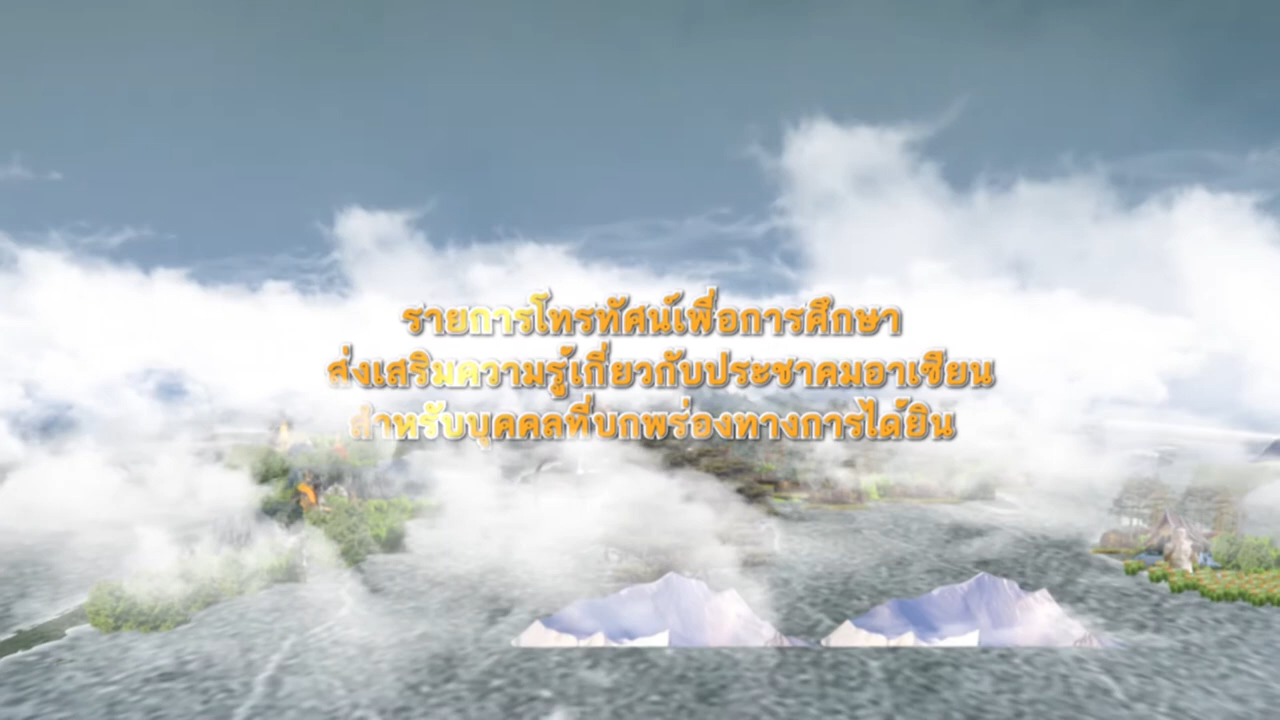 รายการโทรทัศน์เพื่อการศึกษา
ส่งเสริมความรู้เกี่ยวกับประชาคมอาเซียน
สำหรับบุคคลที่บกพร่องทางการได้ยิน